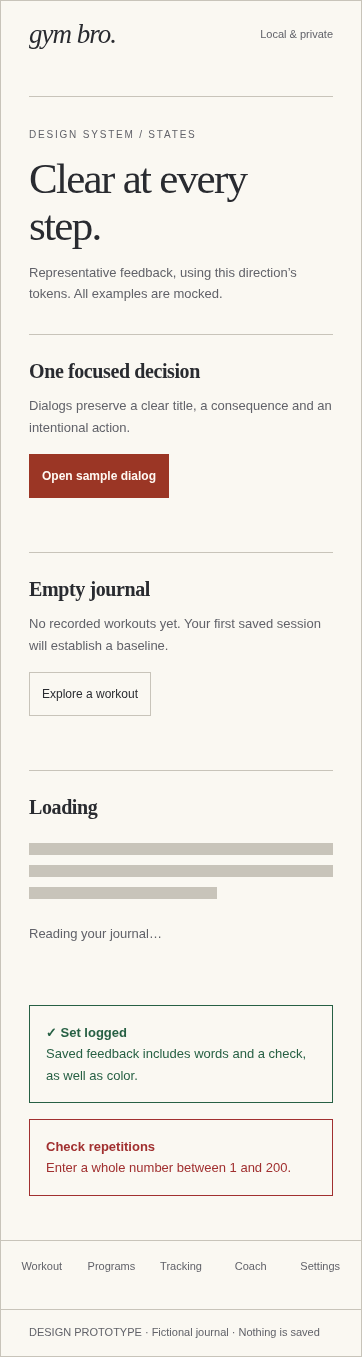 gym bro.
Local & private
DESIGN SYSTEM / STATES
Clear at every
step.
Representative feedback, using this direction’s
tokens. All examples are mocked.
One focused decision
Dialogs preserve a clear title, a consequence and an
intentional action.
Open sample dialog
Empty journal
No recorded workouts yet. Your first saved session
will establish a baseline.
Explore a workout
Loading
Reading your journal…
✓ Set logged
Saved feedback includes words and a check,
as well as color.
Check repetitions
Enter a whole number between 1 and 200.
Workout Programs Tracking Coach Settings
DESIGN PROTOTYPE · Fictional journal · Nothing is saved